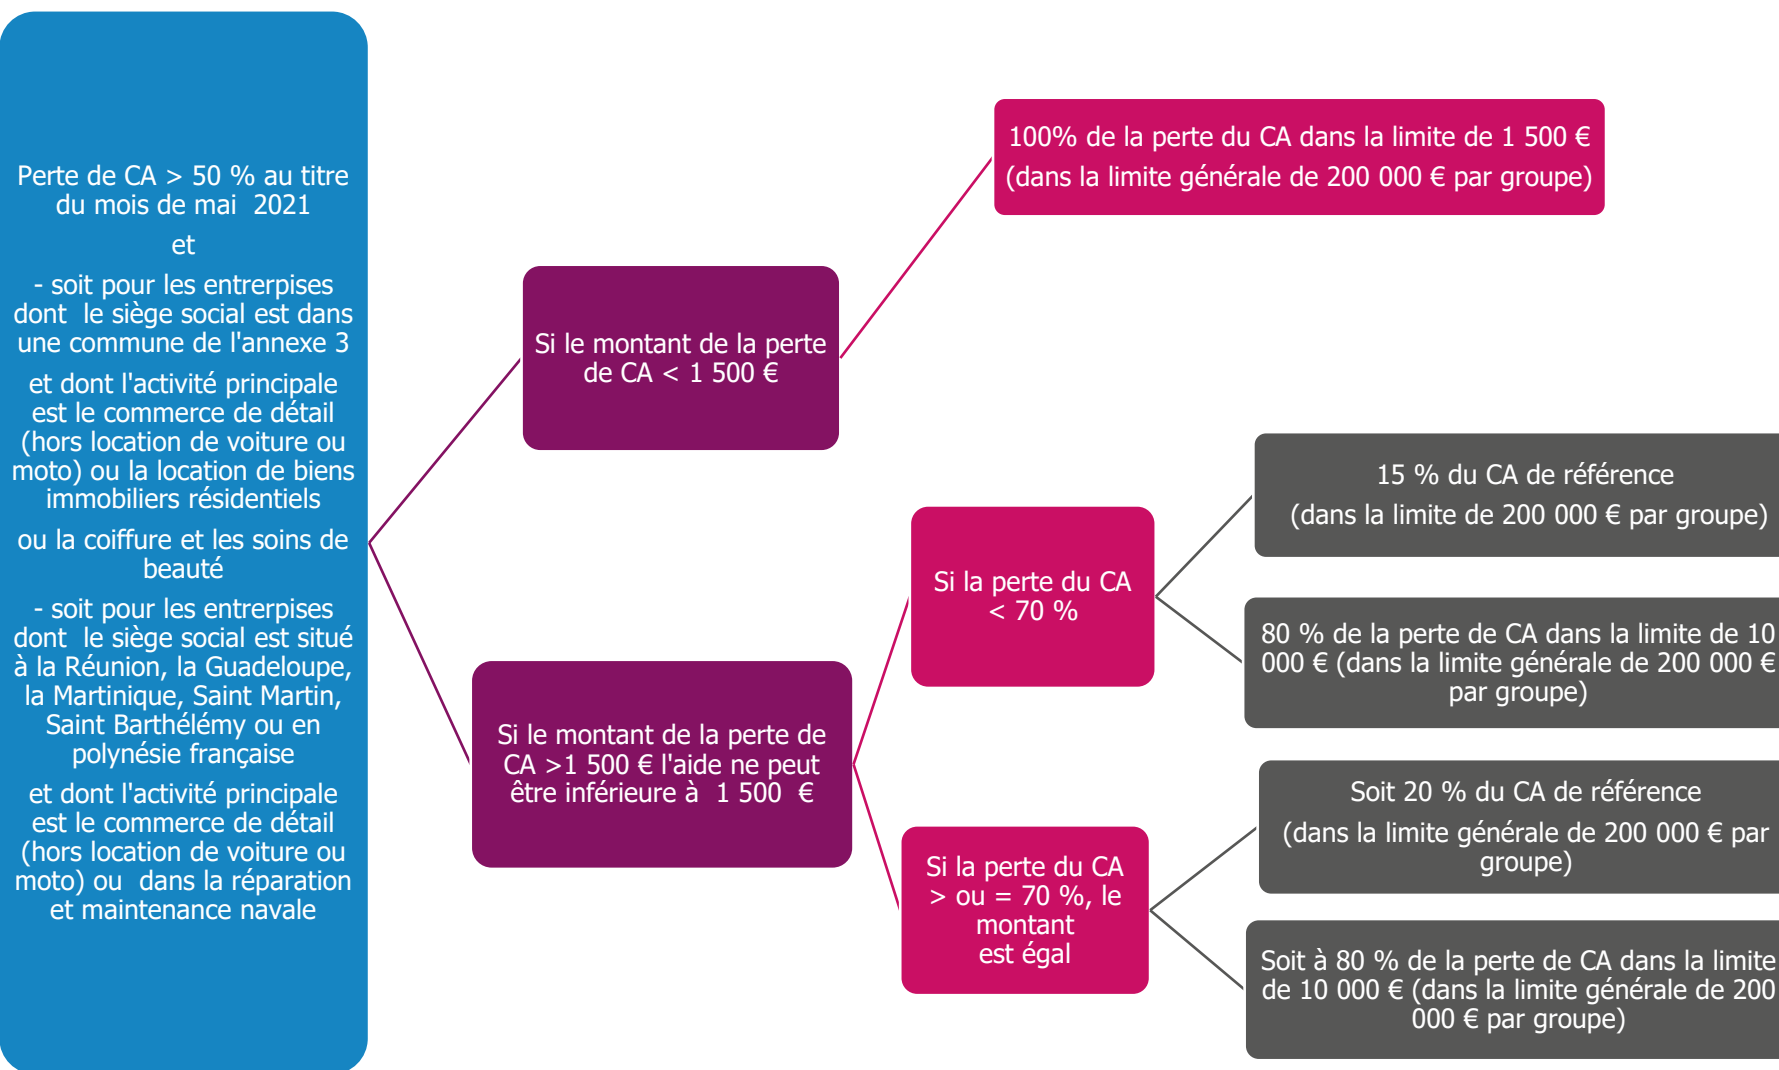 Perte de CA > 50 % au titre
du mois de mai  2021
et
- soit pour les entrerpises
dont  le siège social est dans
une commune de l'annexe 3
et dont l'activité principale
est le commerce de détail
(hors location de voiture ou
moto) ou la location de biens
immobiliers résidentiels
ou la coiffure et les soins de
beauté
- soit pour les entrerpises
dont  le siège social est situé
à la Réunion, la Guadeloupe,
la Martinique, Saint Martin,
Saint Barthélémy ou en
polynésie française
et dont l'activité principale
est le commerce de détail
(hors location de voiture ou
moto) ou  dans la réparation
et maintenance navale
Si le montant de la perte
de CA < 1 500 €
100% de la perte du CA dans la limite de 1 500 €
(dans la limite générale de 200 000 € par groupe)
Si le montant de la perte de
CA >1 500 € l'aide ne peut
être inférieure à  1 500  €
Si la perte du CA
< 70 %
15 % du CA de référence
(dans la limite de 200 000 € par groupe)
80 % de la perte de CA dans la limite de 10
000 € (dans la limite générale de 200 000 €
par groupe)
Si la perte du CA
> ou = 70 %, le
montant
est égal
Soit 20 % du CA de référence
(dans la limite générale de 200 000 € par
groupe)
Soit à 80 % de la perte de CA dans la limite
de 10 000 € (dans la limite générale de 200
000 € par groupe)